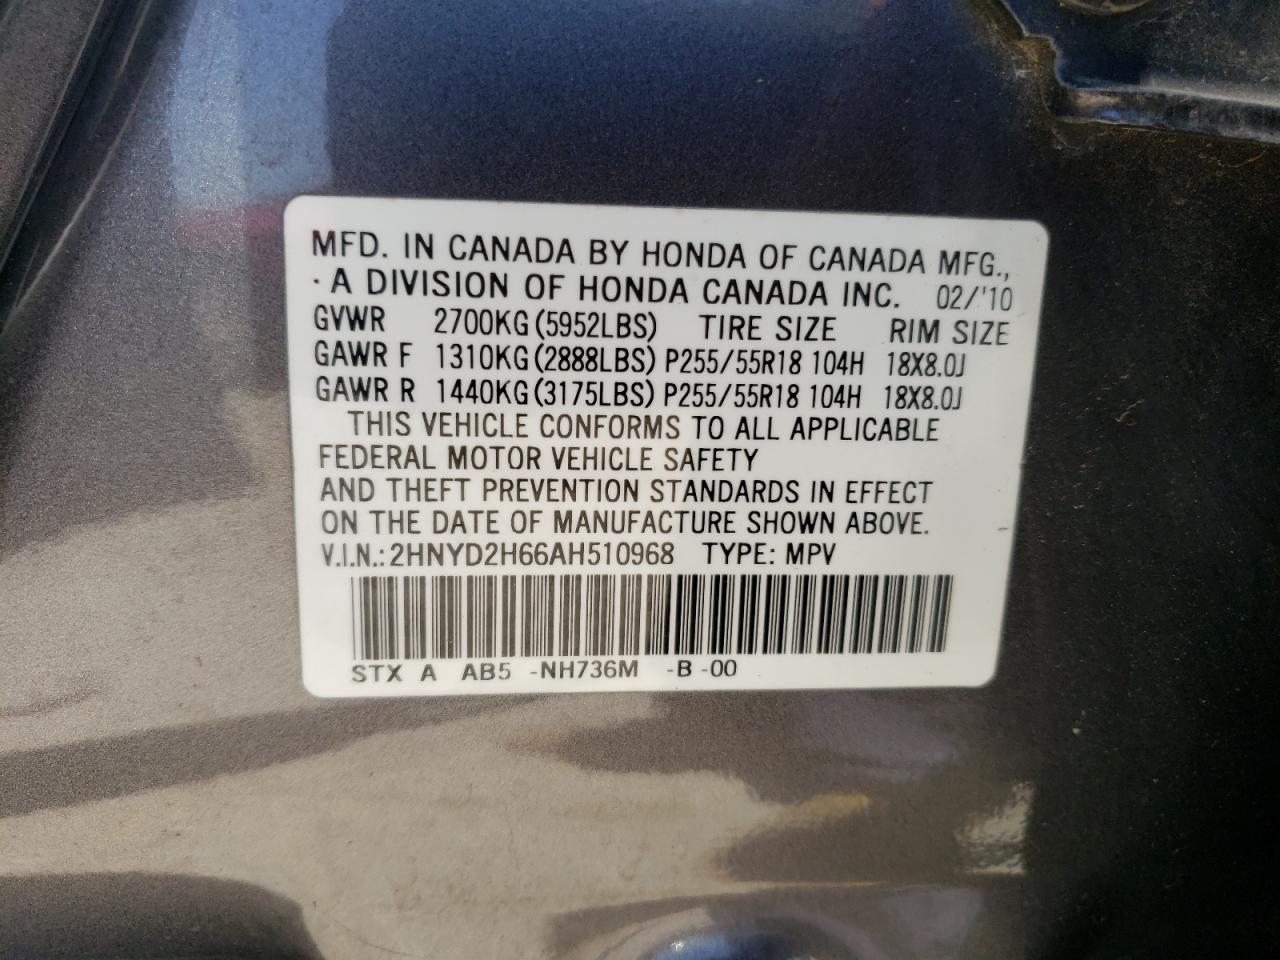 MFD. IN CANADA BY HONDA OF CANADA MFG.,
· A DIVISION OF HONDA CANADA INC. 02/'10
GVWR 2700KG (5952LBS) TIRE SIZE RIM SIZE
GAWR F 1310KG (2888LBS) P255/55R18 104H 18X8.0J
GAWR R 1440KG (3175LBS) P255/55R18 104H 18X8.0J
THIS VEHICLE CONFORMS TO ALL APPLICABLE
FEDERAL MOTOR VEHICLE SAFETY
AND THEFT PREVENTION STANDARDS IN EFFECT
ON THE DATE OF MANUFACTURE SHOWN ABOVE.
V.I.N.: 2HNYD2H66AH510968 TYPE: MPV
STX A AB5 -NH736M -B -00